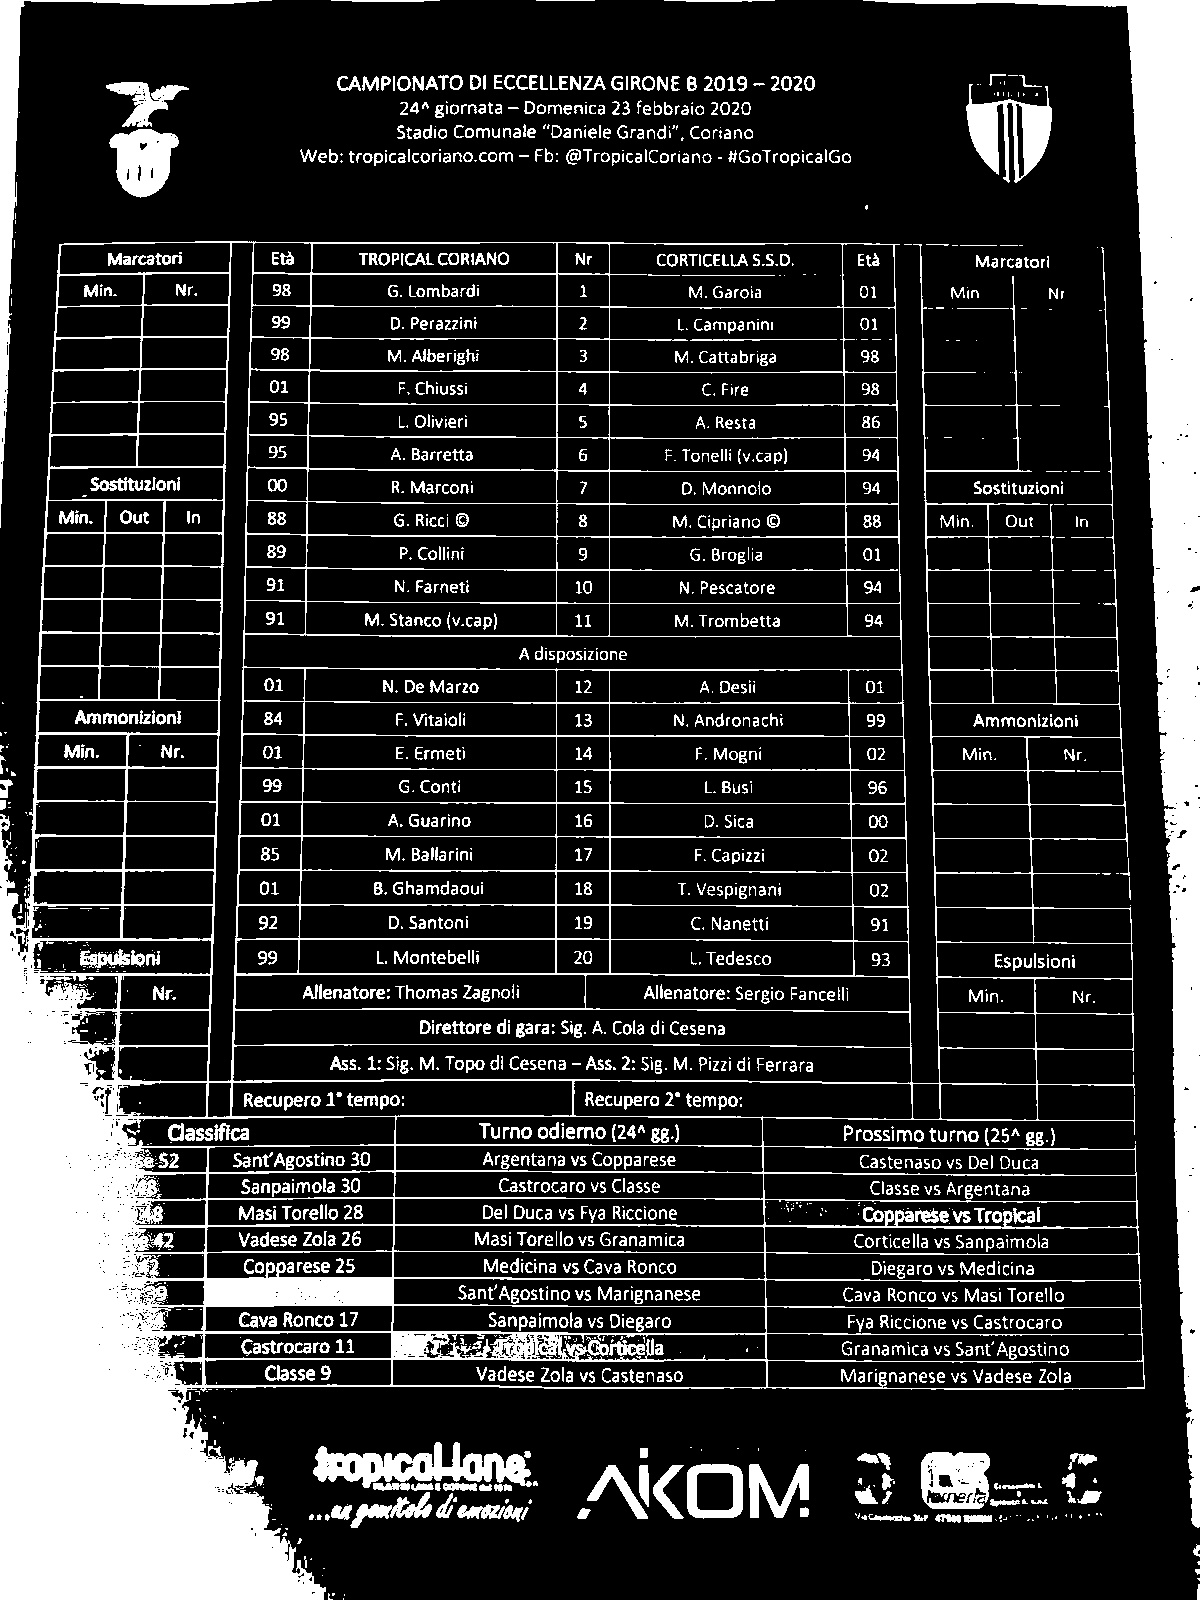 CAMPIONATO DI ECCELLENZA GIRONE B 2019 – 2020
24^ giornata – Domenica 23 febbraio 2020
Stadio Comunale "Daniele Grandi", Coriano
Web: tropicalcoriano.com – Fb: @TropicalCoriano - #GoTropicalGo
Marcatori Età TROPICAL CORIANO Nr CORTICELLA S.S.D. Età Marcatori
Min. Nr. 98 G. Lombardi 1 M. Garoia 01 Min Nr
99 D. Perazzini 2 L. Campanini 01
98 M. Alberighi 3 M. Cattabriga 98
01 F. Chiussi 4 C. Fire 98
95 L. Olivieri 5 A. Resta 86
95 A. Barretta 6 F. Tonelli (v.cap) 94
Sostituzioni 00 R. Marconi 7 D. Monnolo 94 Sostituzioni
Min. Out In 88 G. Ricci © 8 M. Cipriano © 88 Min. Out In
89 P. Collini 9 G. Broglia 01
91 N. Farneti 10 N. Pescatore 94
91 M. Stanco (v.cap) 11 M. Trombetta 94
A disposizione
01 N. De Marzo 12 A. Desii 01
Ammonizioni 84 F. Vitaioli 13 N. Andronachi 99 Ammonizioni
Min. Nr. 01 E. Ermeti 14 F. Mogni 02 Min. Nr.
99 G. Conti 15 L. Busi 96
01 A. Guarino 16 D. Sica 00
85 M. Ballarini 17 F. Capizzi 02
01 B. Ghamdaoui 18 T. Vespignani 02
92 D. Santoni 19 C. Nanetti 91
Espulsioni 99 L. Montebelli 20 L. Tedesco 93 Espulsioni
Nr. Allenatore: Thomas Zagnoli Allenatore: Sergio Fancelli Min. Nr.
Direttore di gara: Sig. A. Cola di Cesena
Ass. 1: Sig. M. Topo di Cesena – Ass. 2: Sig. M. Pizzi di Ferrara
Recupero 1° tempo: Recupero 2° tempo:
Classifica Turno odierno (24^ gg.) Prossimo turno (25^ gg.)
52 Sant'Agostino 30 Argentana vs Copparese Castenaso vs Del Duca
Sanpaimola 30 Castrocaro vs Classe Classe vs Argentana
Masi Torello 28 Del Duca vs Fya Riccione Copparese vs Tropical
42 Vadese Zola 26 Masi Torello vs Granamica Corticella vs Sanpaimola
Copparese 25 Medicina vs Cava Ronco Diegaro vs Medicina
Sant'Agostino vs Marignanese Cava Ronco vs Masi Torello
Cava Ronco 17 Sanpaimola vs Diegaro Fya Riccione vs Castrocaro
Castrocaro 11 Tropical vs Corticella Granamica vs Sant'Agostino
Classe 9 Vadese Zola vs Castenaso Marignanese vs Vadese Zola
tropical lane
...un gomitolo di emozioni
AIKOM